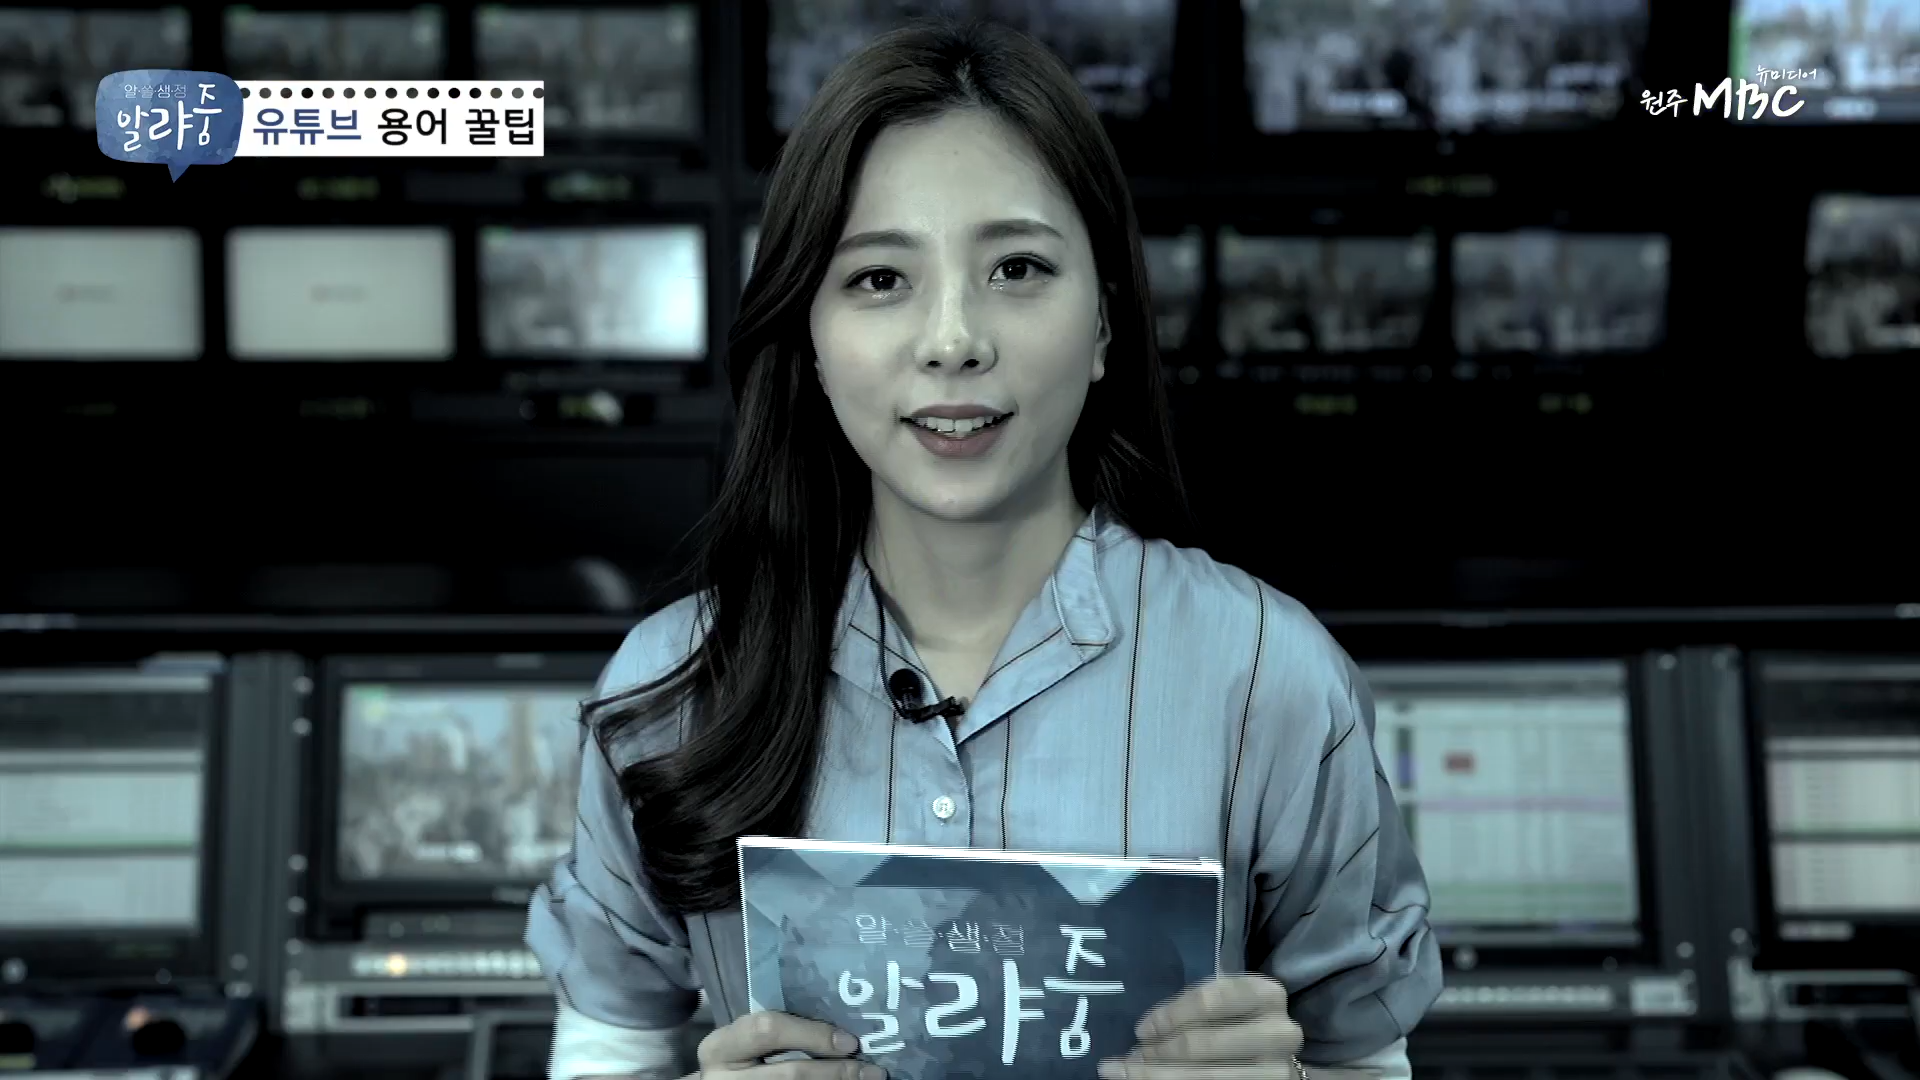 알·쓸·생·정
알랴줌
유튜브 용어 꿀팁
뉴미디어
원주 MBC
알·쓸·생·정
알랴줌